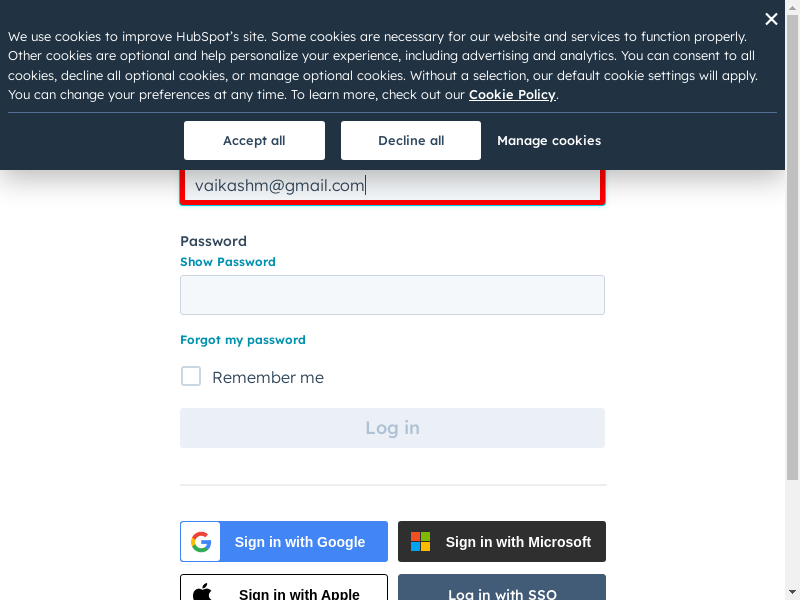 We use cookies to improve HubSpot’s site. Some cookies are necessary for our website and services to function properly.
Other cookies are optional and help personalize your experience, including advertising and analytics. You can consent to all
cookies, decline all optional cookies, or manage optional cookies. Without a selection, our default cookie settings will apply.
You can change your preferences at any time. To learn more, check out our Cookie Policy.
Accept all
Decline all
Manage cookies
vaikashm@gmail.com
Password
Show Password
Forgot my password
Remember me
Log in
Sign in with Google
Sign in with Microsoft
Sign in with Apple
Log in with SSO